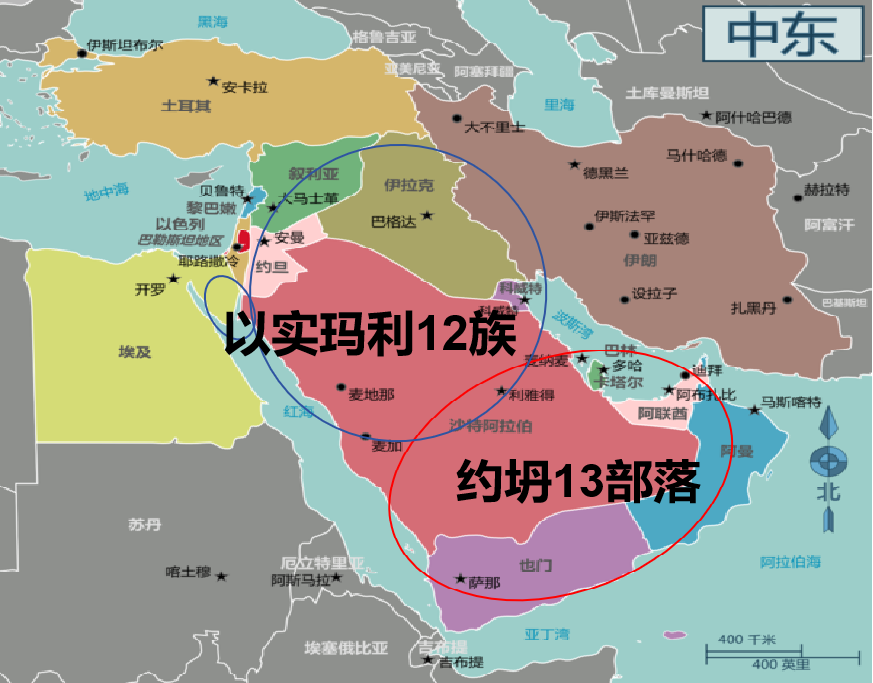 中东
黑海
格鲁吉亚
伊斯坦布尔
亚美尼亚
阿塞拜疆
安卡拉
土耳其
里海
土库曼斯坦
阿什哈巴德
大不里士
马什哈德
德黑兰
叙利亚
伊拉克
地中海
贝鲁特
大马士革
黎巴嫩
赫拉特
以色列
巴格达
伊斯法罕
阿富汗
巴勒斯坦地区
安曼
亚兹德
耶路撒冷
约旦
伊朗
开罗
科威特
设拉子
扎黑丹
巴基斯坦
科威特
以实玛利12族
波斯湾
埃及
巴林
麦纳麦
多哈
迪拜
卡塔尔
麦地那
利雅得
阿布扎比
马斯喀特
红海
阿联酋
沙特阿拉伯
麦加
阿曼
约坍13部落
北
苏丹
厄立特里亚
也门
阿拉伯海
喀土穆
阿斯马拉
萨那
亚丁湾
400 千米
埃塞俄比亚
吉布提
吉布提
400 英里